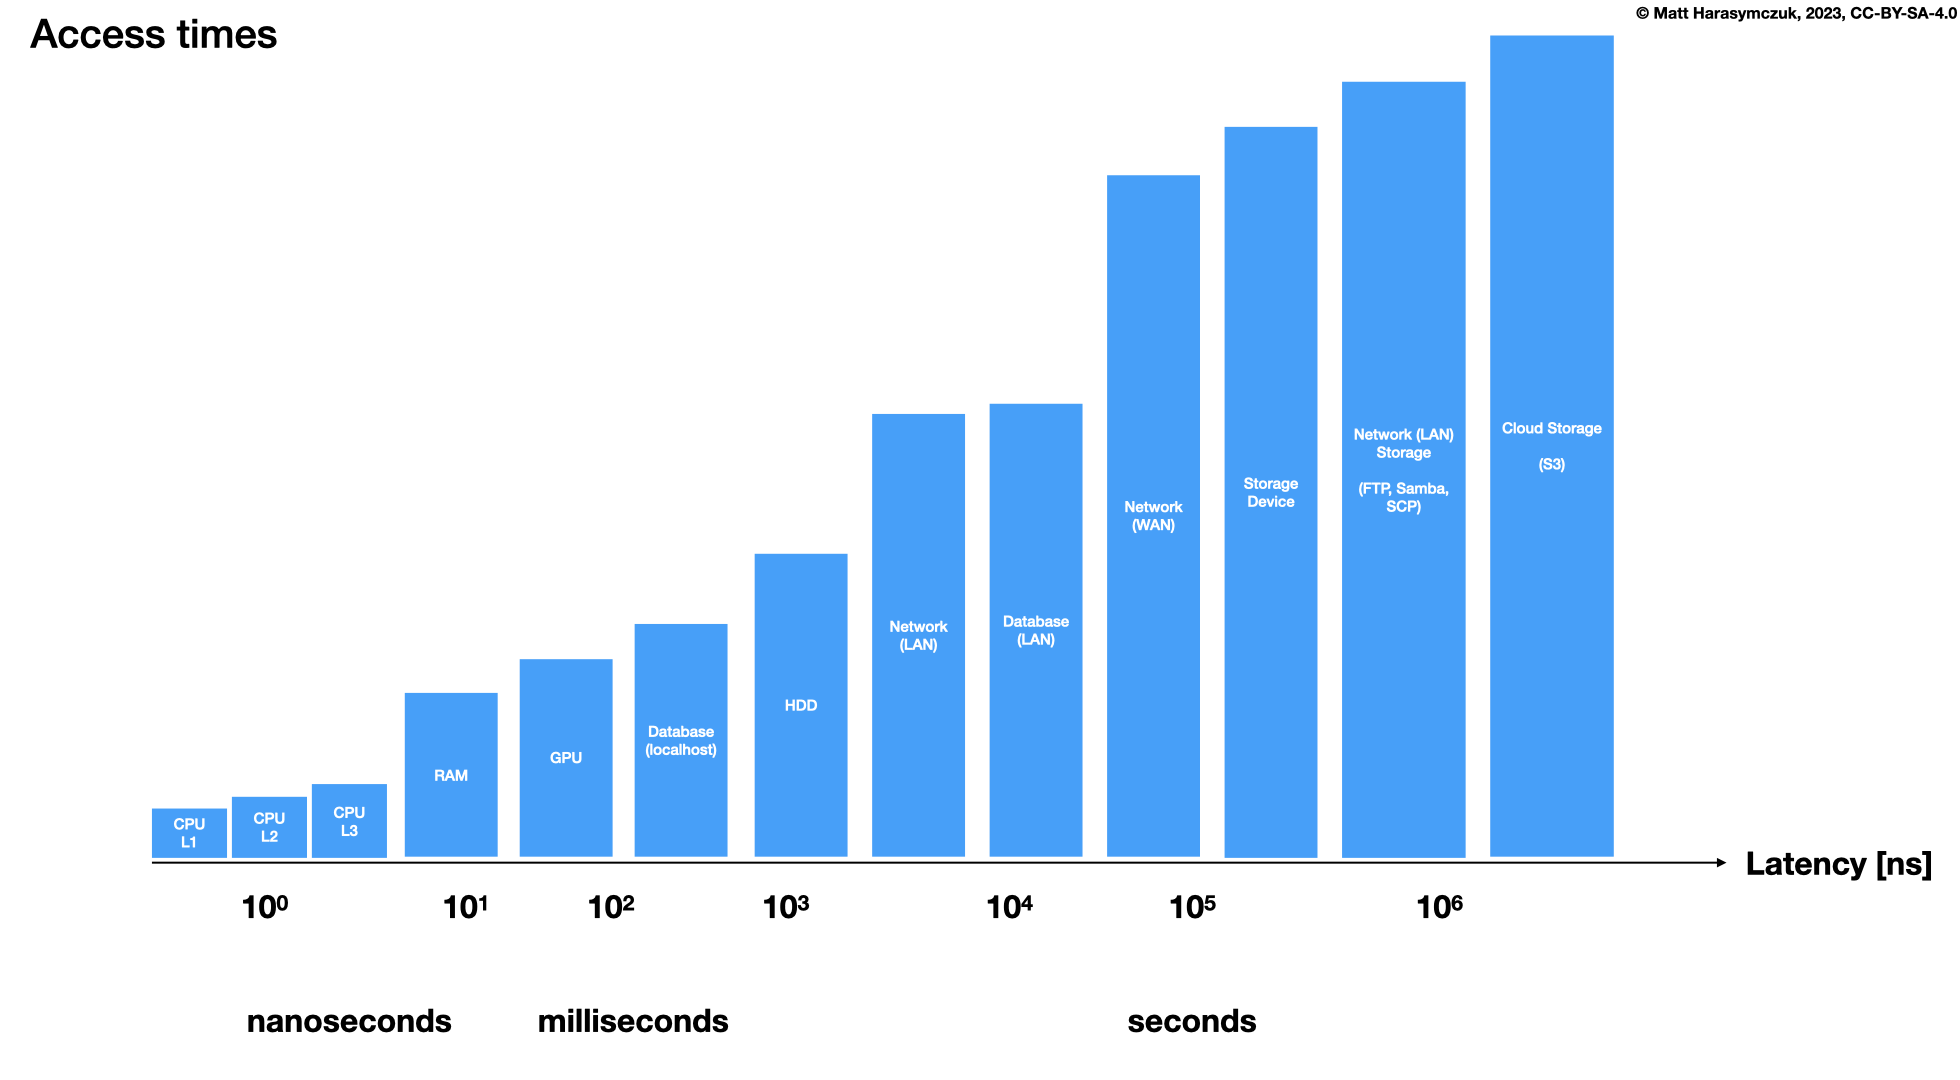 Access times
© Matt Harasymczuk, 2023, CC-BY-SA-4.0
CPU
L1
CPU
L2
CPU
L3
RAM
GPU
Database
(localhost)
HDD
Network
(LAN)
Database
(LAN)
Network
(WAN)
Storage
Device
Network (LAN)
Storage
(FTP, Samba,
SCP)
Cloud Storage
(S3)
Latency [ns]
10⁰
10¹
10²
10³
10⁴
10⁵
10⁶
nanoseconds
milliseconds
seconds